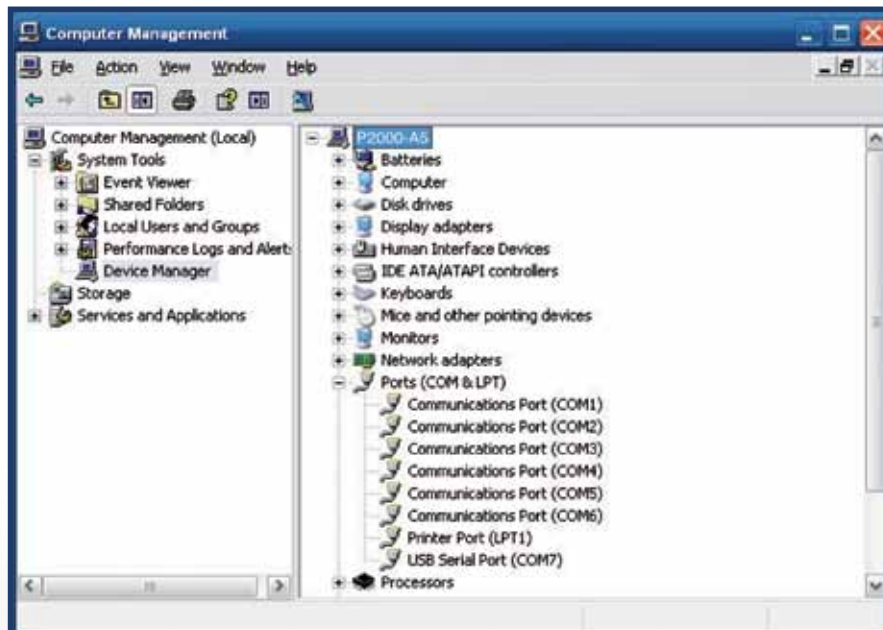 Computer Management
File Action View Window Help
Computer Management (Local)
System Tools
Event Viewer
Shared Folders
Local Users and Groups
Performance Logs and Alert
Device Manager
Storage
Services and Applications
P2000-A5
Batteries
Computer
Disk drives
Display adapters
Human Interface Devices
IDE ATA/ATAPI controllers
Keyboards
Mice and other pointing devices
Monitors
Network adapters
Ports (COM & LPT)
Communications Port (COM1)
Communications Port (COM2)
Communications Port (COM3)
Communications Port (COM4)
Communications Port (COM5)
Communications Port (COM6)
Printer Port (LPT1)
USB Serial Port (COM7)
Processors